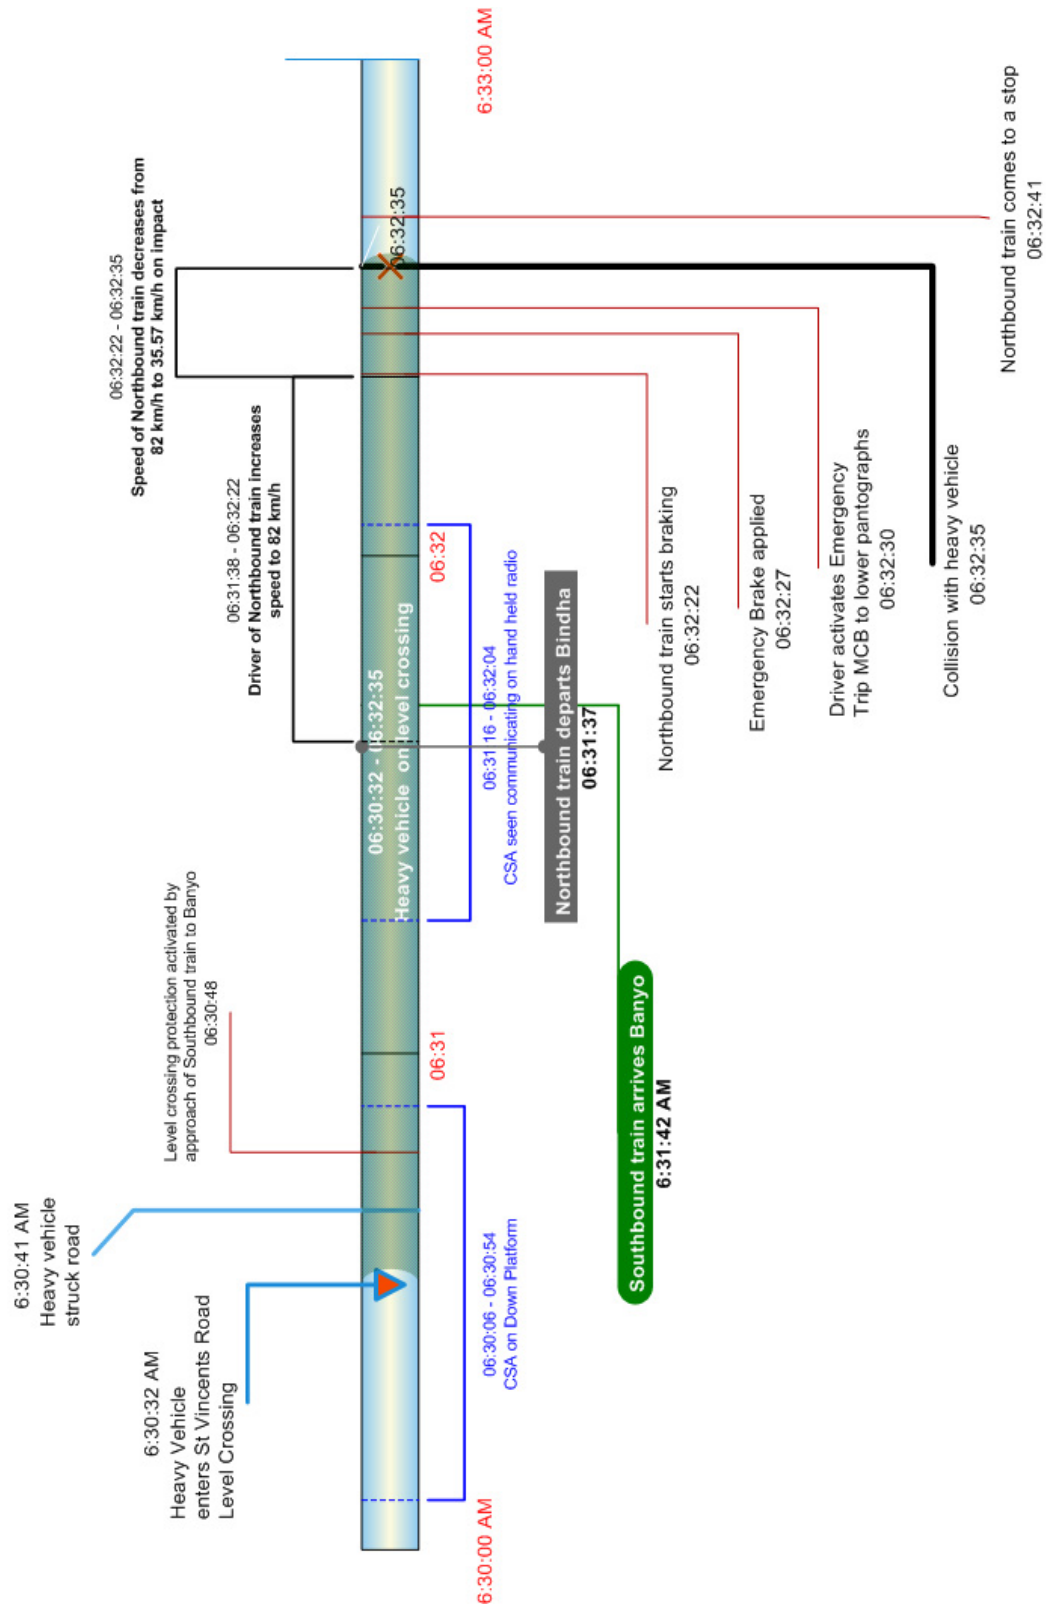 6:30:41 AM
Heavy vehicle
struck road
6:30:32 AM
Heavy Vehicle
enters St Vincents Road
Level Crossing
Level crossing protection activated by
approach of Southbound train to Banyo
06:30:48
06:31:38 - 06:32:22
Driver of Northbound train increases
speed to 82 km/h
06:32:22 - 06:32:35
Speed of Northbound train decreases from
82 km/h to 35.57 km/h on impact
06:30:32 - 06:32:35
Heavy vehicle on level crossing
06:32:35
6:30:00 AM
06:31
06:32
6:33:00 AM
06:30:06 - 06:30:54
CSA on Down Platform
06:31:16 - 06:32:04
CSA seen communicating on hand held radio
Northbound train departs Bindha
06:31:37
Southbound train arrives Banyo
6:31:42 AM
Northbound train starts braking
06:32:22
Emergency Brake applied
06:32:27
Driver activates Emergency
Trip MCB to lower pantographs
06:32:30
Collision with heavy vehicle
06:32:35
Northbound train comes to a stop
06:32:41